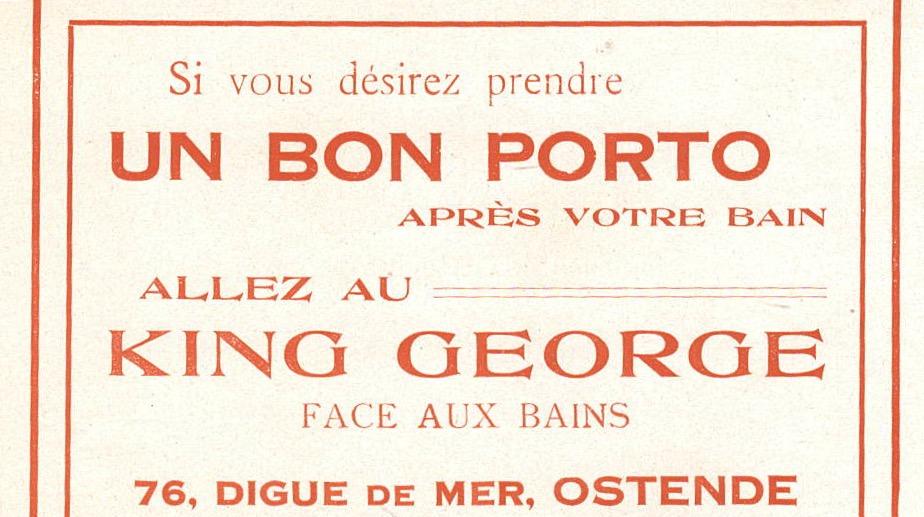 Si vous désirez prendre
UN BON PORTO
APRÈS VOTRE BAIN
ALLEZ AU
KING GEORGE
FACE AUX BAINS
76, DIGUE DE MER, OSTENDE